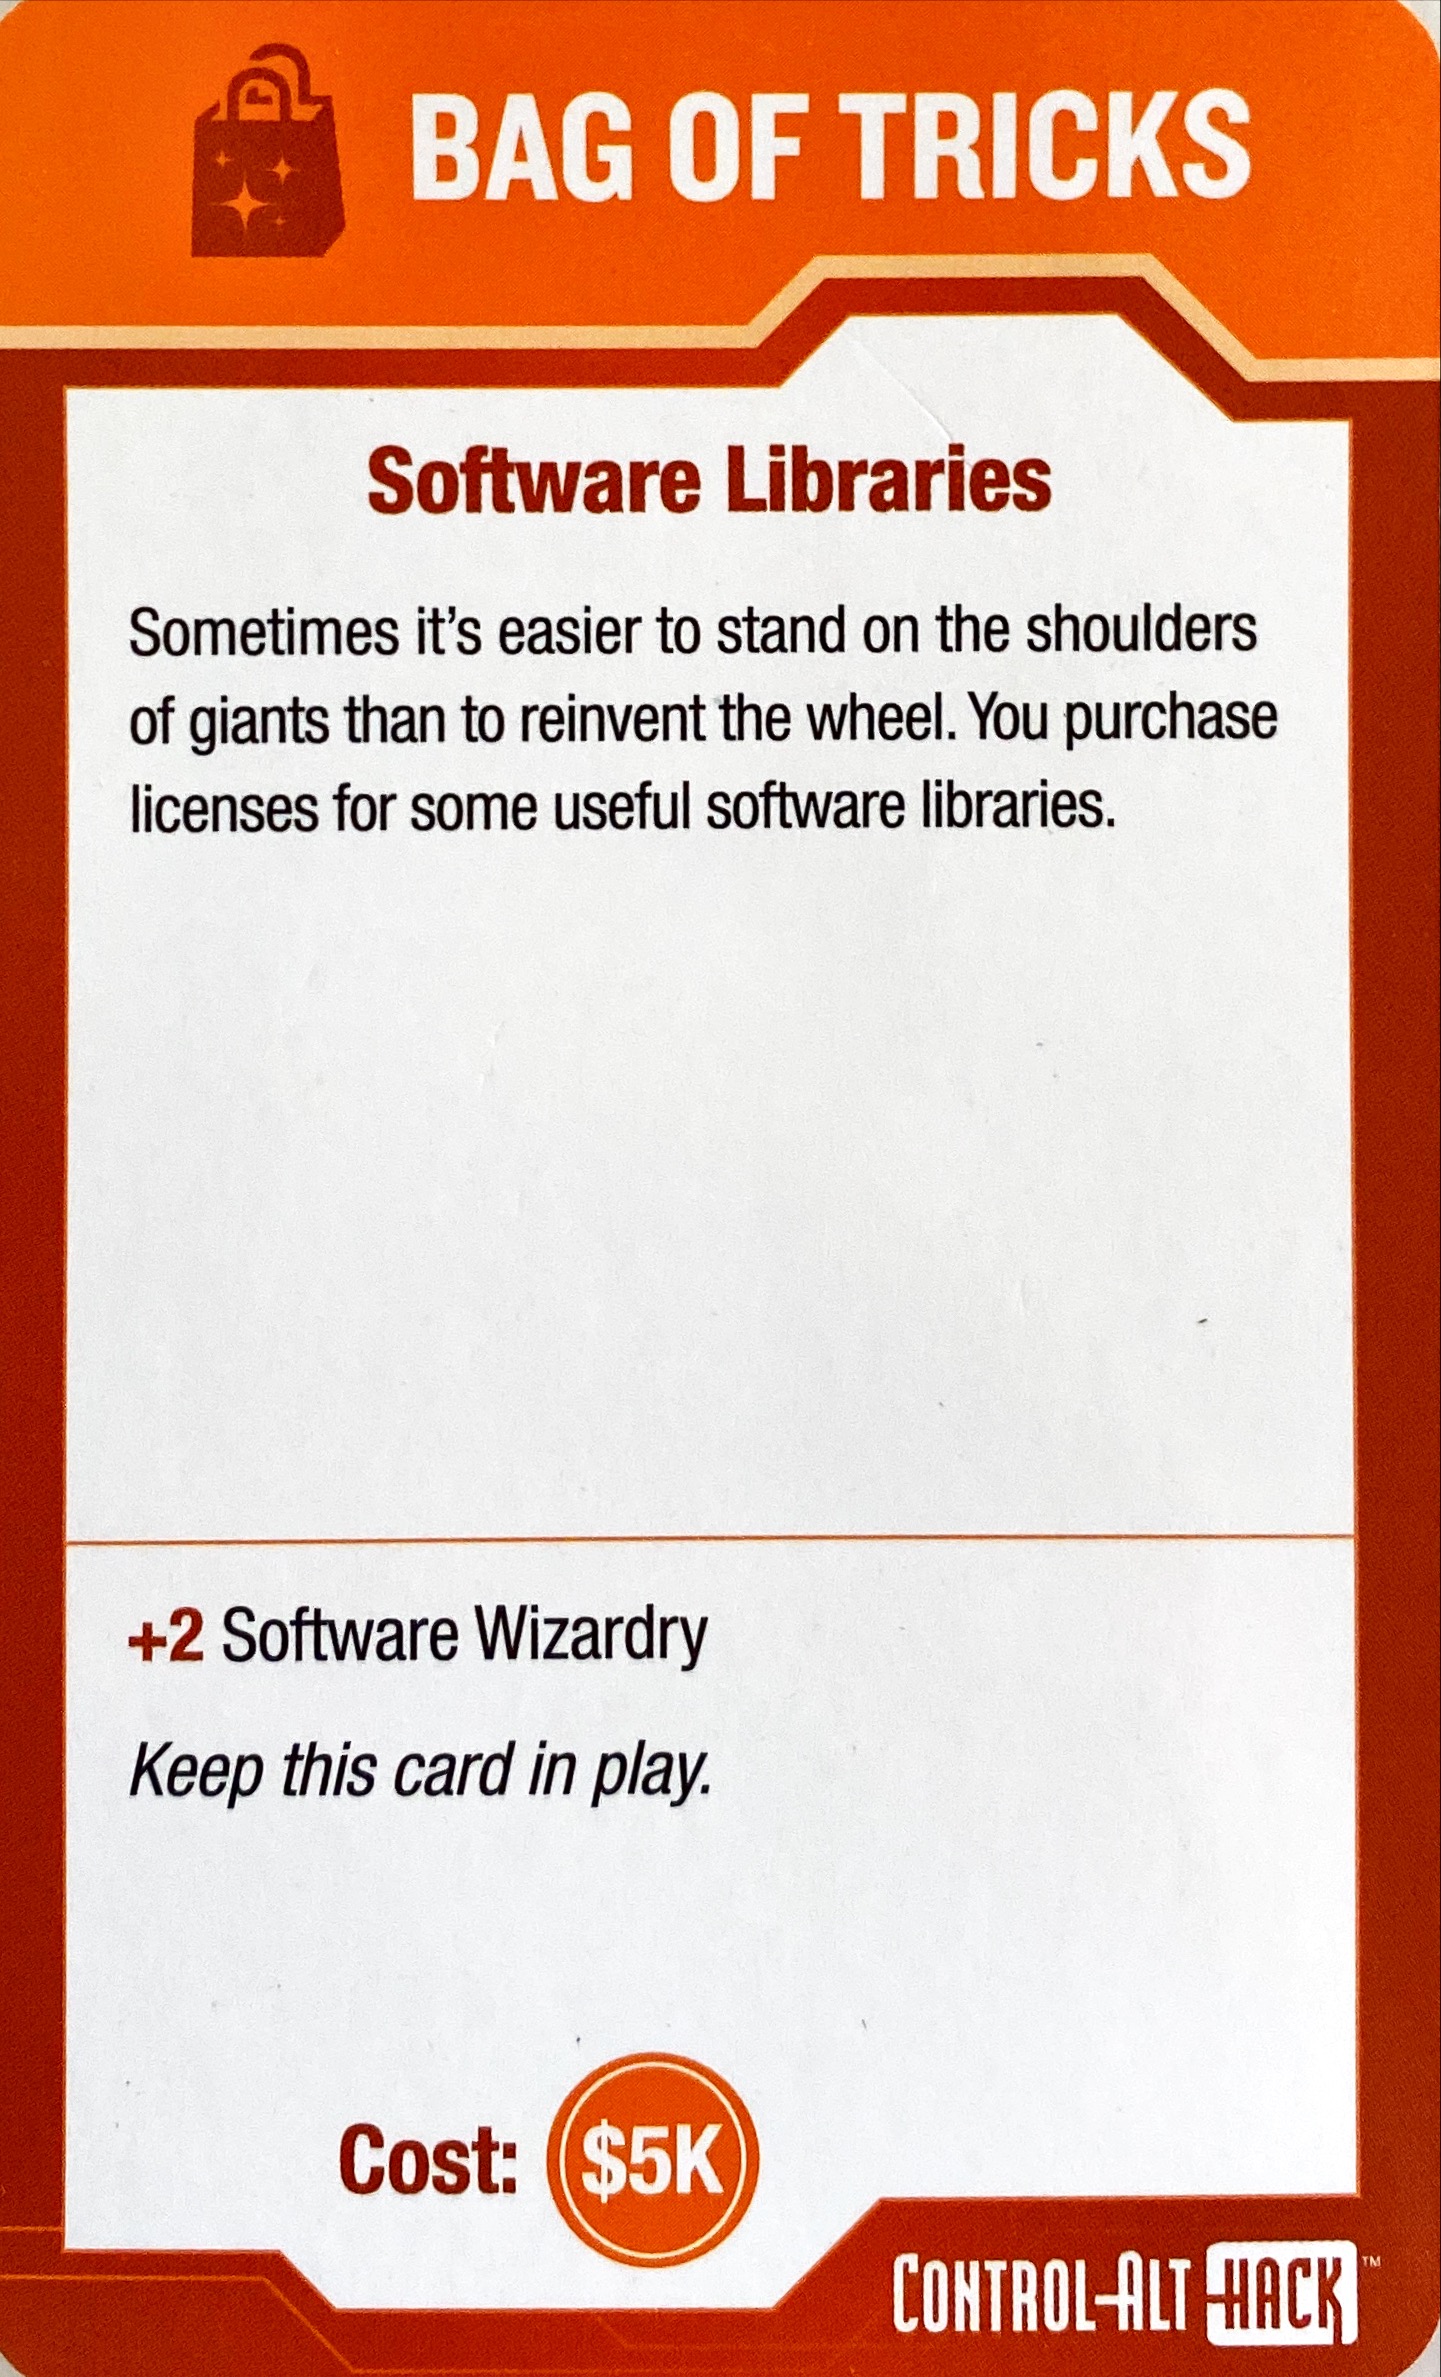 BAG OF TRICKS
Software Libraries
Sometimes it's easier to stand on the shoulders
of giants than to reinvent the wheel. You purchase
licenses for some useful software libraries.
+2 Software Wizardry
Keep this card in play.
Cost: $5K
CONTROL-ALT-HACK™